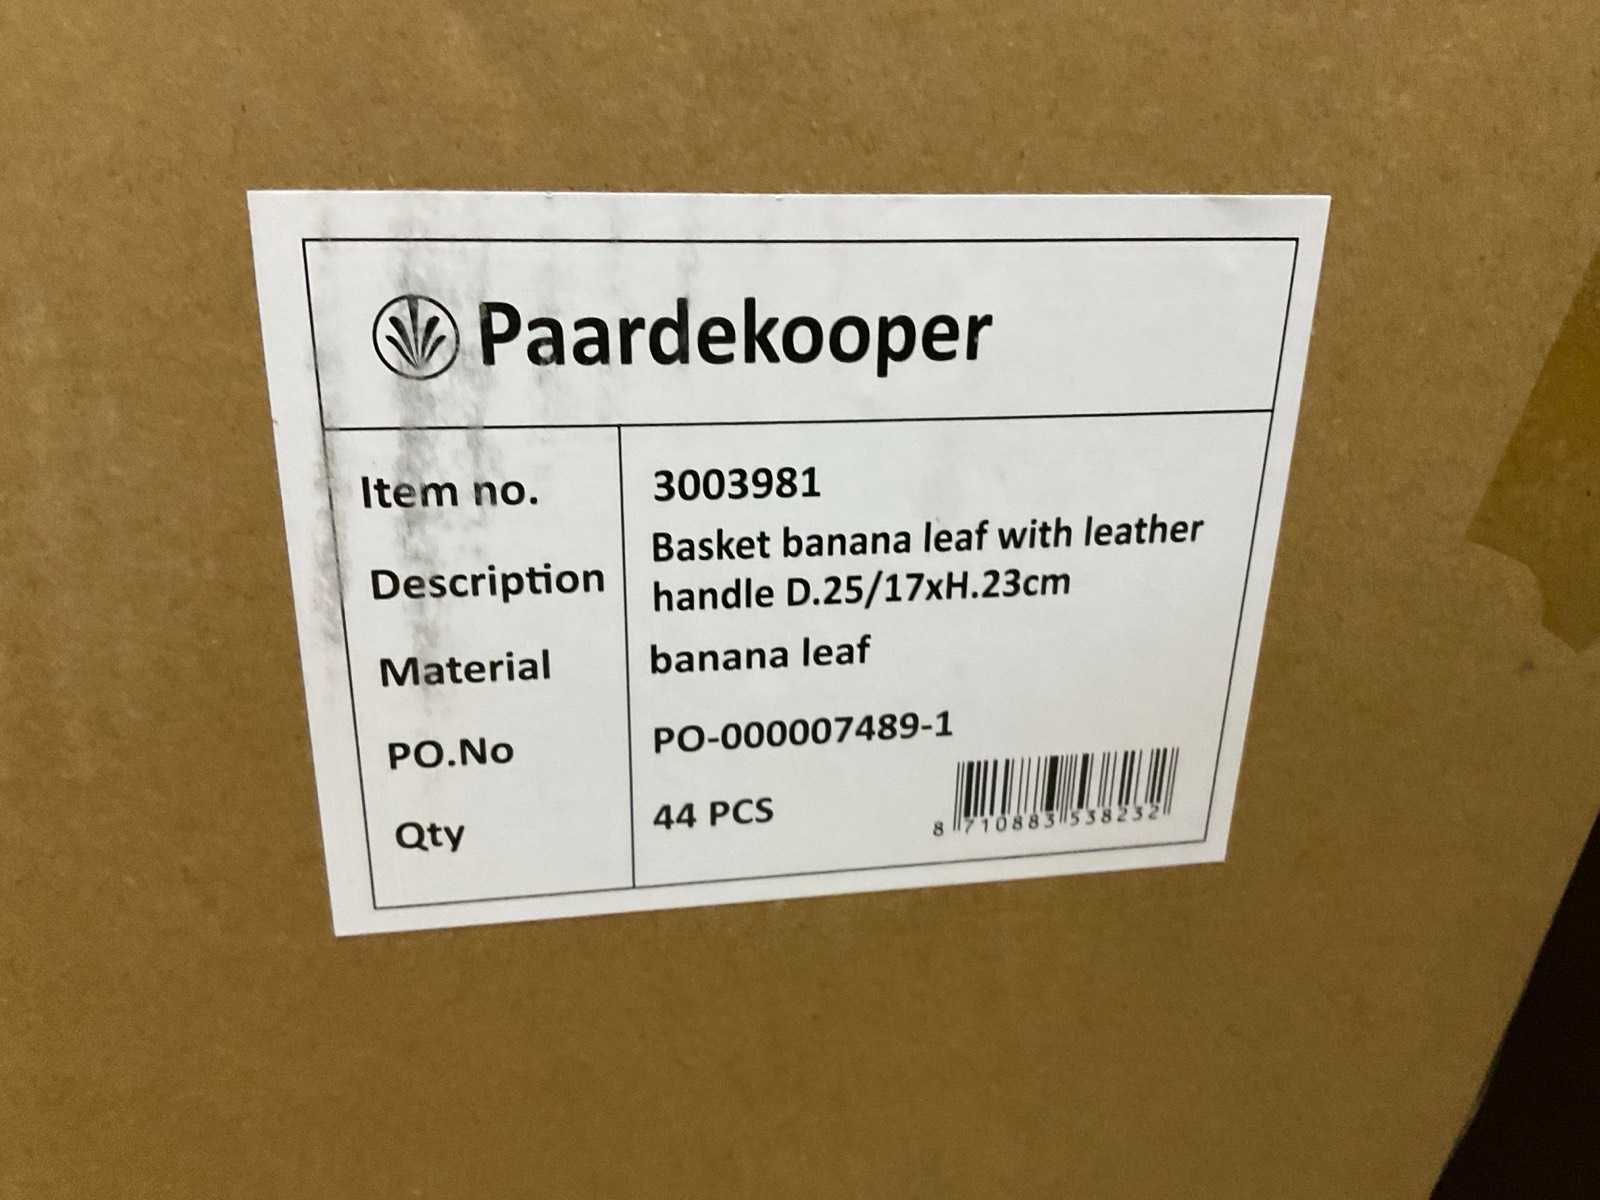 Paardekooper
Item no. 3003981
Description Basket banana leaf with leather
handle D.25/17xH.23cm
Material banana leaf
PO.No PO-000007489-1
Qty 44 PCS
8 710883 538232